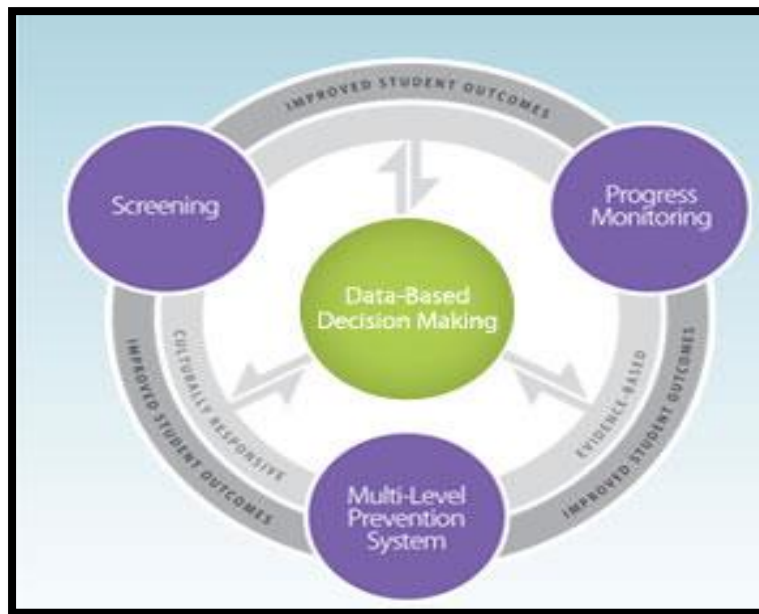 IMPROVED STUDENT OUTCOMES
Screening
Progress
Monitoring
Data-Based
Decision Making
IMPROVED STUDENT OUTCOMES
CULTURALLY RESPONSIVE
EVIDENCE-BASED
IMPROVED STUDENT OUTCOMES
Multi-Level
Prevention
System